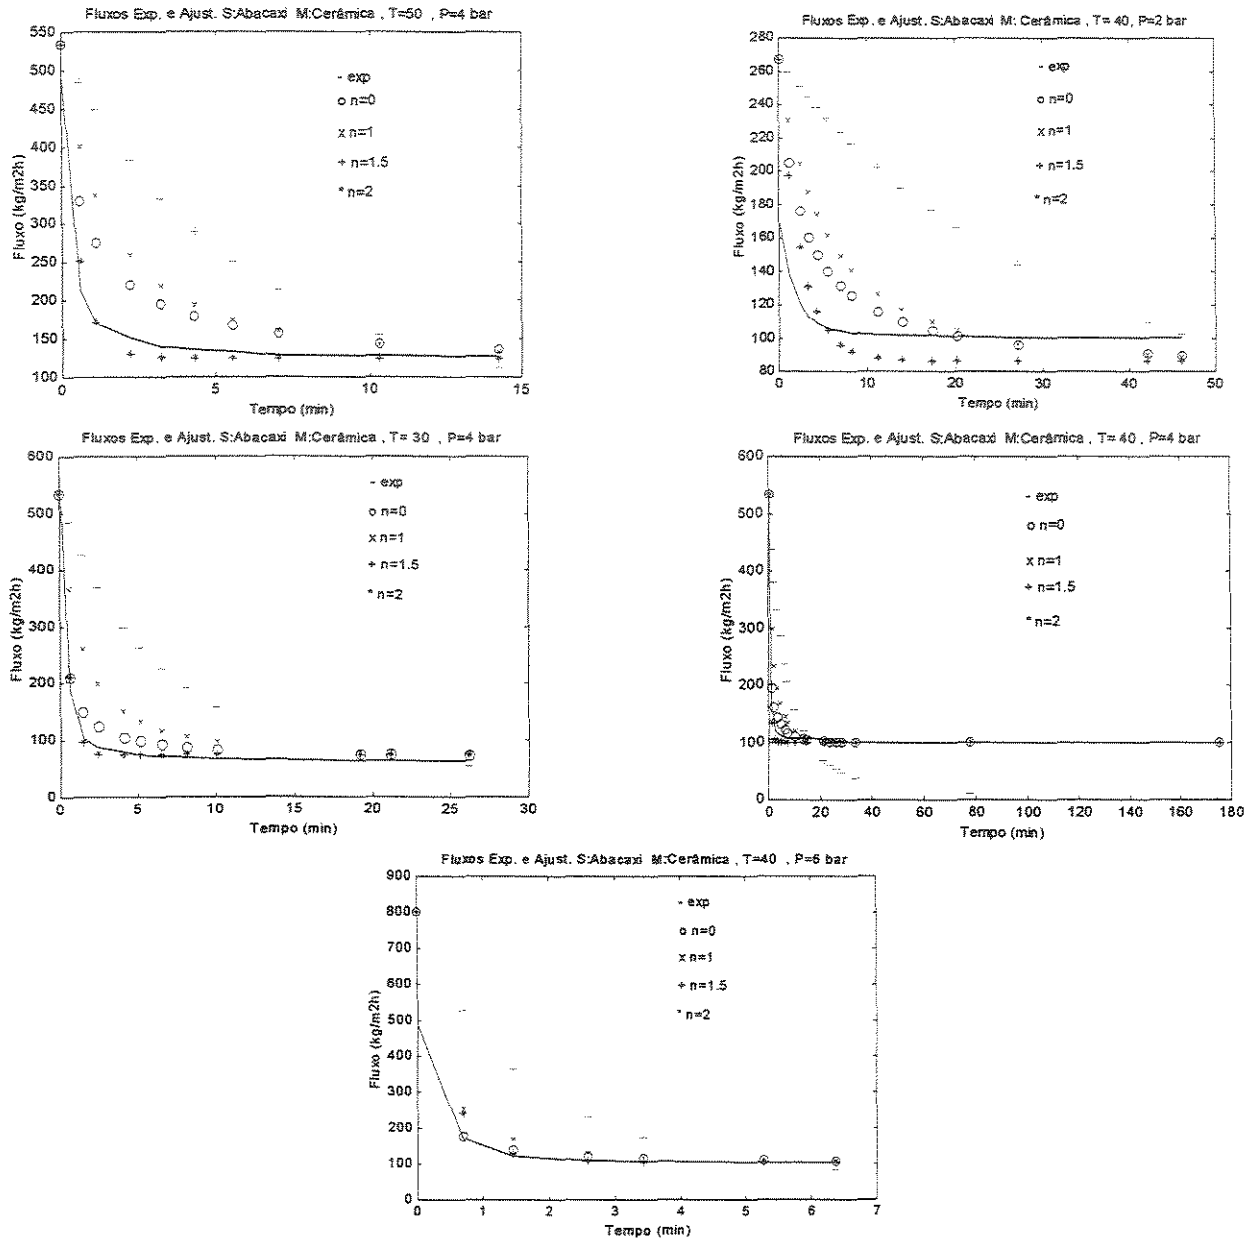 Fluxos Exp. e Ajust. S:Abacaxi M:Cerâmica , T=50 , P=4 bar
550
500
450
400
350
300
250
200
150
100
Fluxo (kg/m2h)
- exp
o n=0
x n=1
+ n=1.5
* n=2
0 5 10 15
Tempo (min)
Fluxos Exp. e Ajust. S:Abacaxi M:Cerâmica , T= 40, P=2 bar
280
260
240
220
200
180
160
140
120
100
80
Fluxo (kg/m2h)
- exp
o n=0
x n=1
+ n=1.5
* n=2
0 10 20 30 40 50
Tempo (min)
Fluxos Exp. e Ajust. S:Abacaxi M:Cerâmica , T= 30 , P=4 bar
600
500
400
300
200
100
0
Fluxo (kg/m2h)
- exp
o n=0
x n=1
+ n=1.5
* n=2
0 5 10 15 20 25 30
Tempo (min)
Fluxos Exp. e Ajust. S:Abacaxi M:Cerâmica , T= 40 , P=4 bar
600
500
400
300
200
100
0
Fluxo (kg/m2h)
- exp
o n=0
x n=1
+ n=1.5
* n=2
0 20 40 60 80 100 120 140 160 180
Tempo (min)
Fluxos Exp. e Ajust. S:Abacaxi M:Cerâmica , T=40 , P=6 bar
900
800
700
600
500
400
300
200
100
0
Fluxo (kg/m2h)
- exp
o n=0
x n=1
+ n=1.5
* n=2
0 1 2 3 4 5 6 7
Tempo (min)